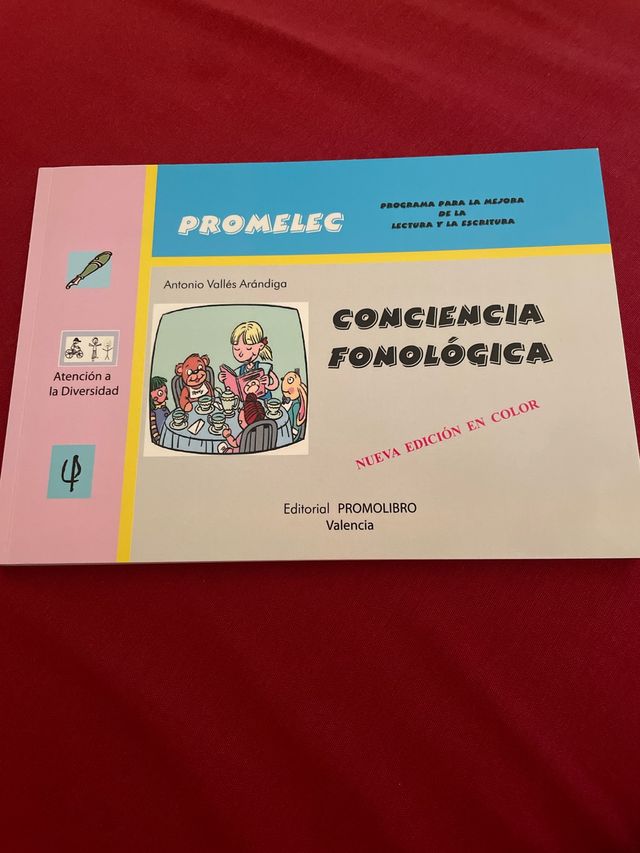 PROMELEC
PROGRAMA PARA LA MEJORA
DE LA
LECTURA Y LA ESCRITURA
Antonio Vallés Arándiga
CONCIENCIA
FONOLÓGICA
Atención a
la Diversidad
NUEVA EDICIÓN EN COLOR
Editorial PROMOLIBRO
Valencia